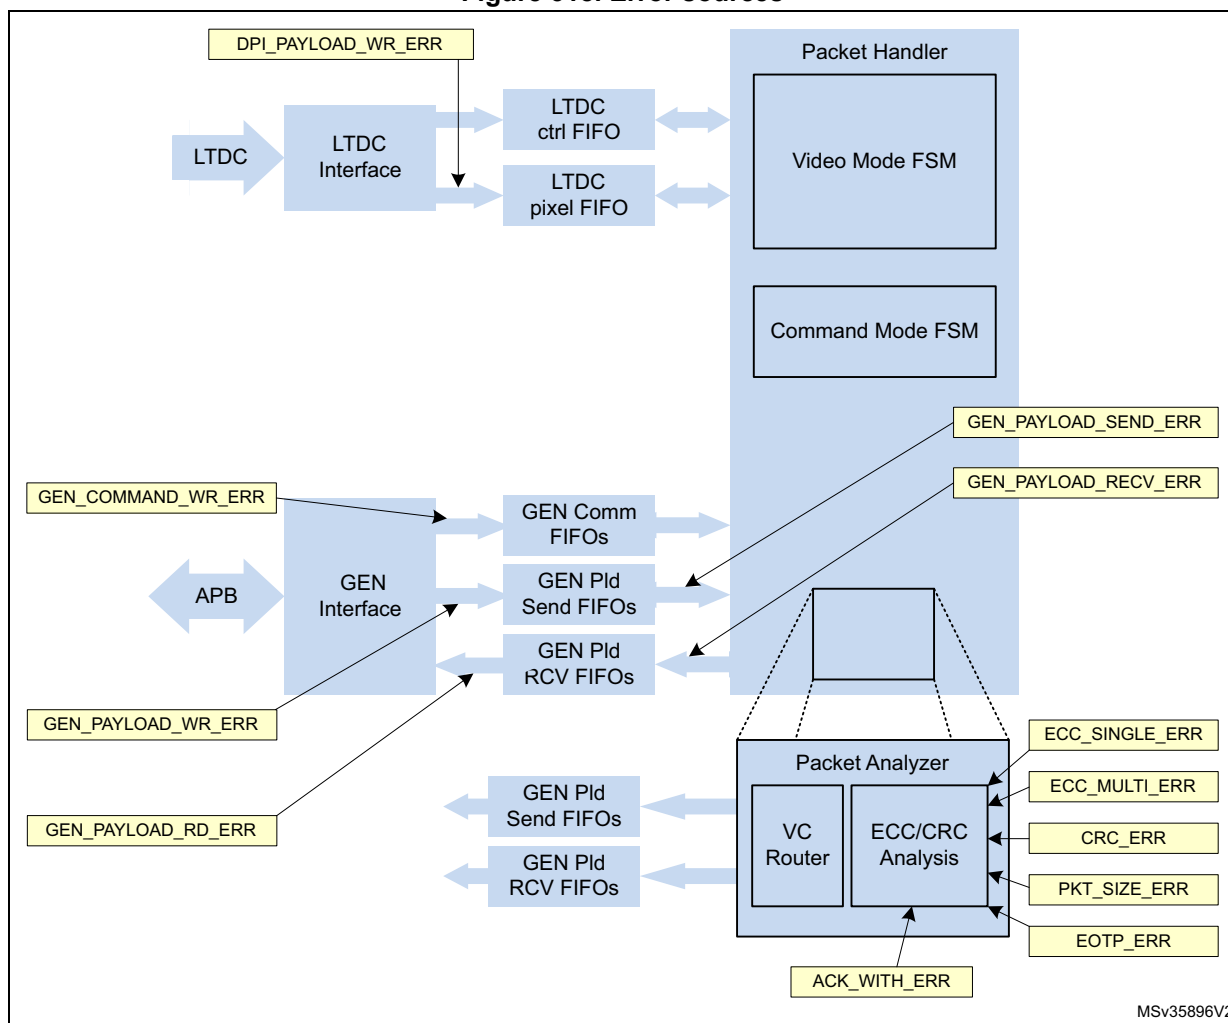 DPI_PAYLOAD_WR_ERR
Packet Handler
LTDC
LTDC
Interface
LTDC
ctrl FIFO
LTDC
pixel FIFO
Video Mode FSM
Command Mode FSM
GEN_PAYLOAD_SEND_ERR
GEN_PAYLOAD_RECV_ERR
GEN_COMMAND_WR_ERR
APB
GEN
Interface
GEN Comm
FIFOs
GEN Pld
Send FIFOs
GEN Pld
RCV FIFOs
GEN_PAYLOAD_WR_ERR
GEN_PAYLOAD_RD_ERR
GEN Pld
Send FIFOs
GEN Pld
RCV FIFOs
Packet Analyzer
VC
Router
ECC/CRC
Analysis
ECC_SINGLE_ERR
ECC_MULTI_ERR
CRC_ERR
PKT_SIZE_ERR
EOTP_ERR
ACK_WITH_ERR
MSv35896V2